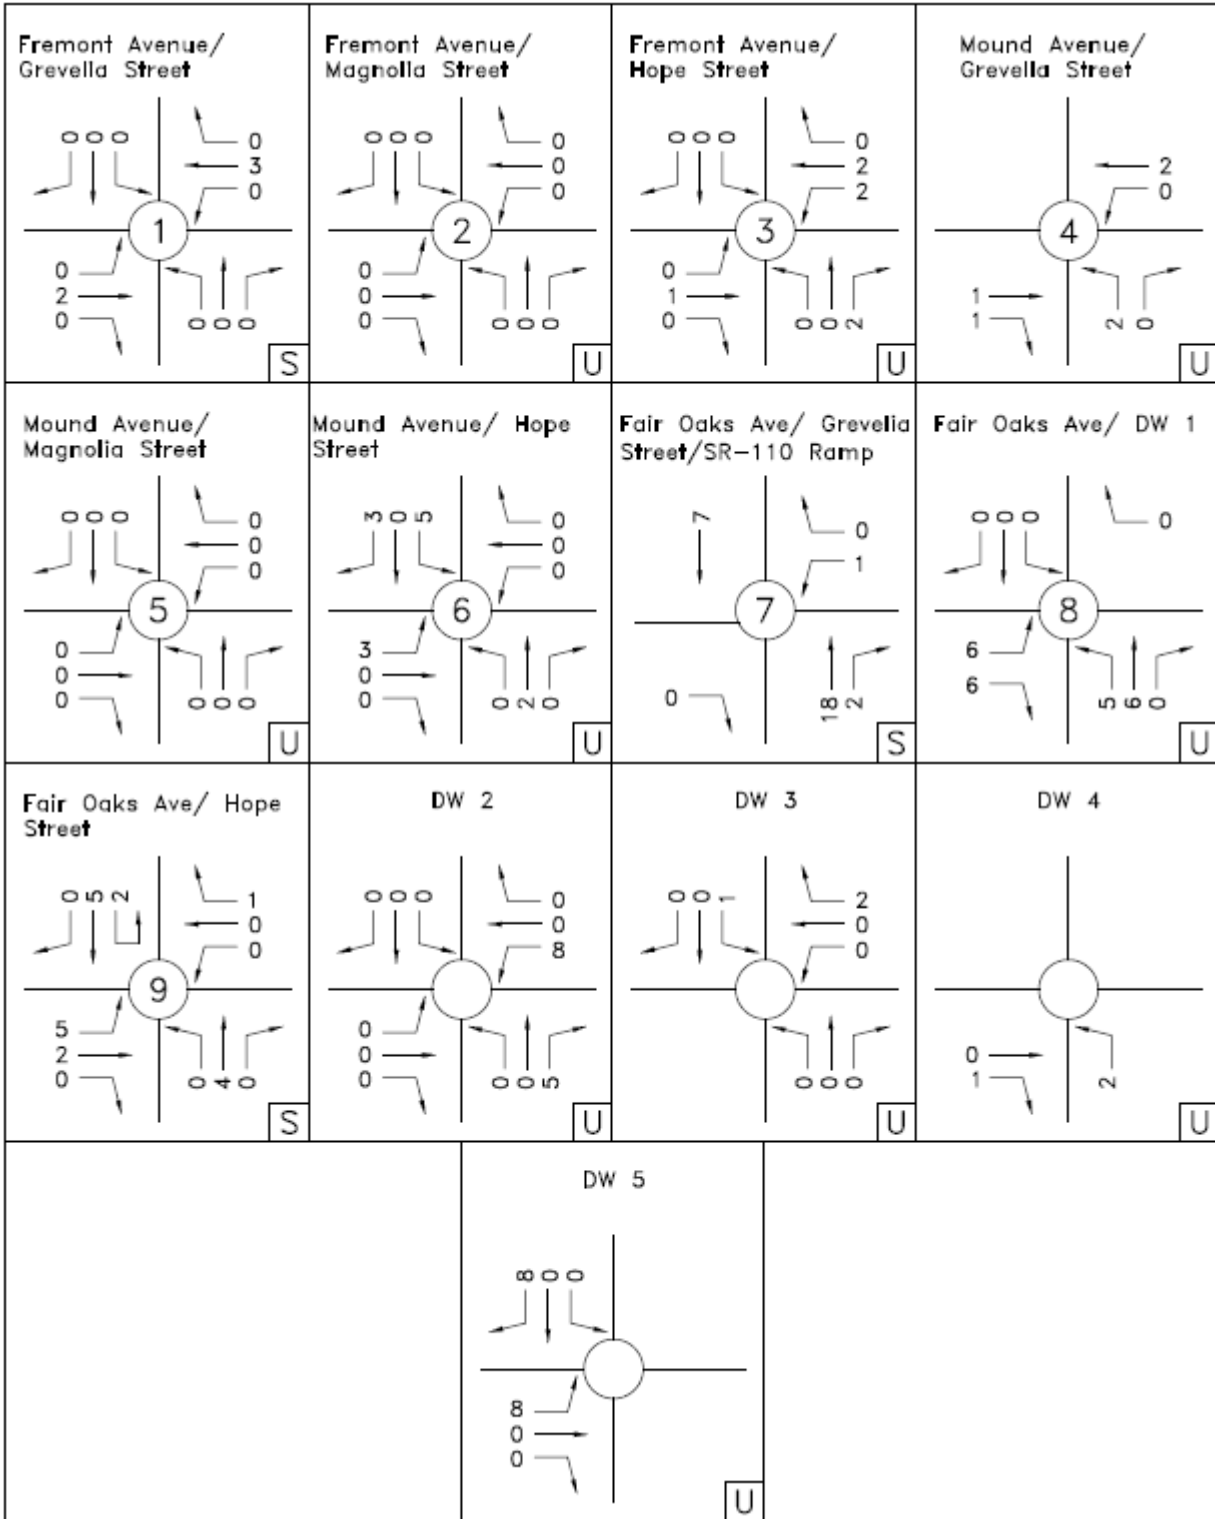 Fremont Avenue/
Grevella Street
0 0 0
0
3
0
1
0
2
0
0 0 0
S
Fremont Avenue/
Magnolla Street
0 0 0
0
0
0
2
0
0
0
0 0 0
U
Fremont Avenue/
Hope Street
0 0 0
0
2
2
3
0
1
0
0 0 2
U
Mound Avenue/
Grevella Street
2
0
4
1
1
2 0
U
Mound Avenue/
Magnolia Street
0 0 0
0
0
0
5
0
0
0
0 0 0
U
Mound Avenue/ Hope
Street
3 0 5
0
0
0
6
3
0
0
0 2 0
U
Fair Oaks Ave/ Grevelia
Street/SR-110 Ramp
7
0
1
7
0
18 2
S
Fair Oaks Ave/ DW 1
0 0 0
0
8
6
6
5 6 0
U
Fair Oaks Ave/ Hope
Street
0 5 2
1
0
0
9
5
2
0
0 4 0
S
DW 2
0 0 0
0
0
8
0
0
0
0 0 5
U
DW 3
0 0 1
2
0
0
0 0 0
U
DW 4
0
1
2
U
DW 5
8 0 0
8
0
0
U